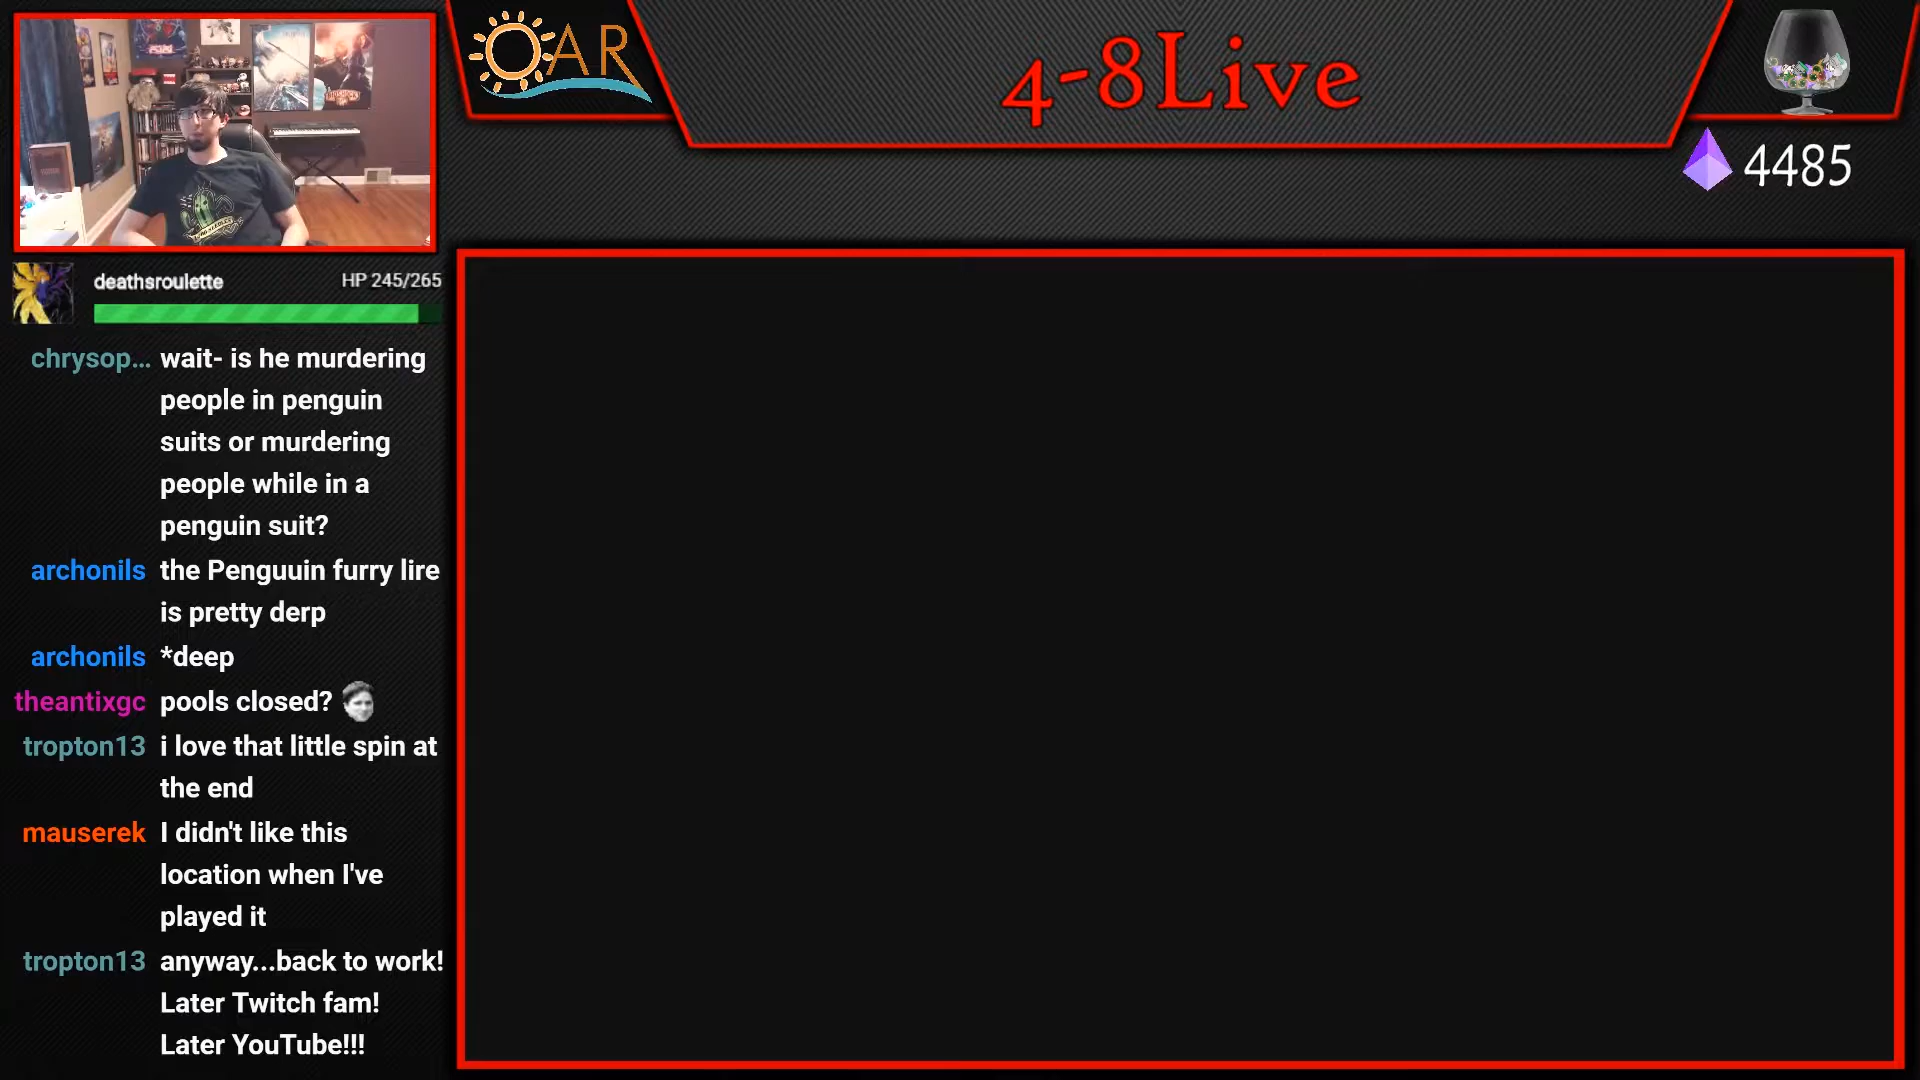 OAR
4-8Live
4485
deathsroulette HP 245/265
chrysop... wait- is he murdering
people in penguin
suits or murdering
people while in a
penguin suit?
archonils the Penguuin furry lire
is pretty derp
archonils *deep
theantixgc pools closed?
tropton13 i love that little spin at
the end
mauserek I didn't like this
location when I've
played it
tropton13 anyway...back to work!
Later Twitch fam!
Later YouTube!!!